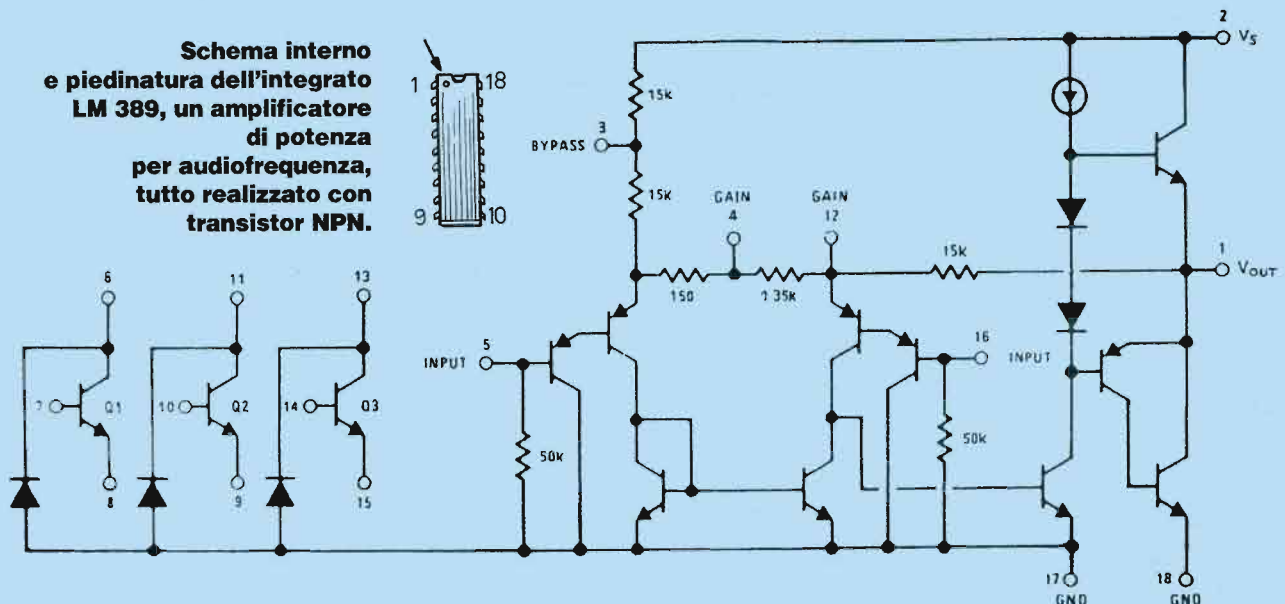 Schema interno
e piedinatura dell'integrato
LM 389, un amplificatore
di potenza
per audiofrequenza,
tutto realizzato con
transistor NPN.
1
18
9
10
2
VS
15k
3
BYPASS
15k
GAIN
4
GAIN
12
15k
1
VOUT
150
1 35k
6
11
13
5
INPUT
16
INPUT
7
Q1
10
Q2
14
Q3
50k
50k
8
9
15
17
GND
18
GND